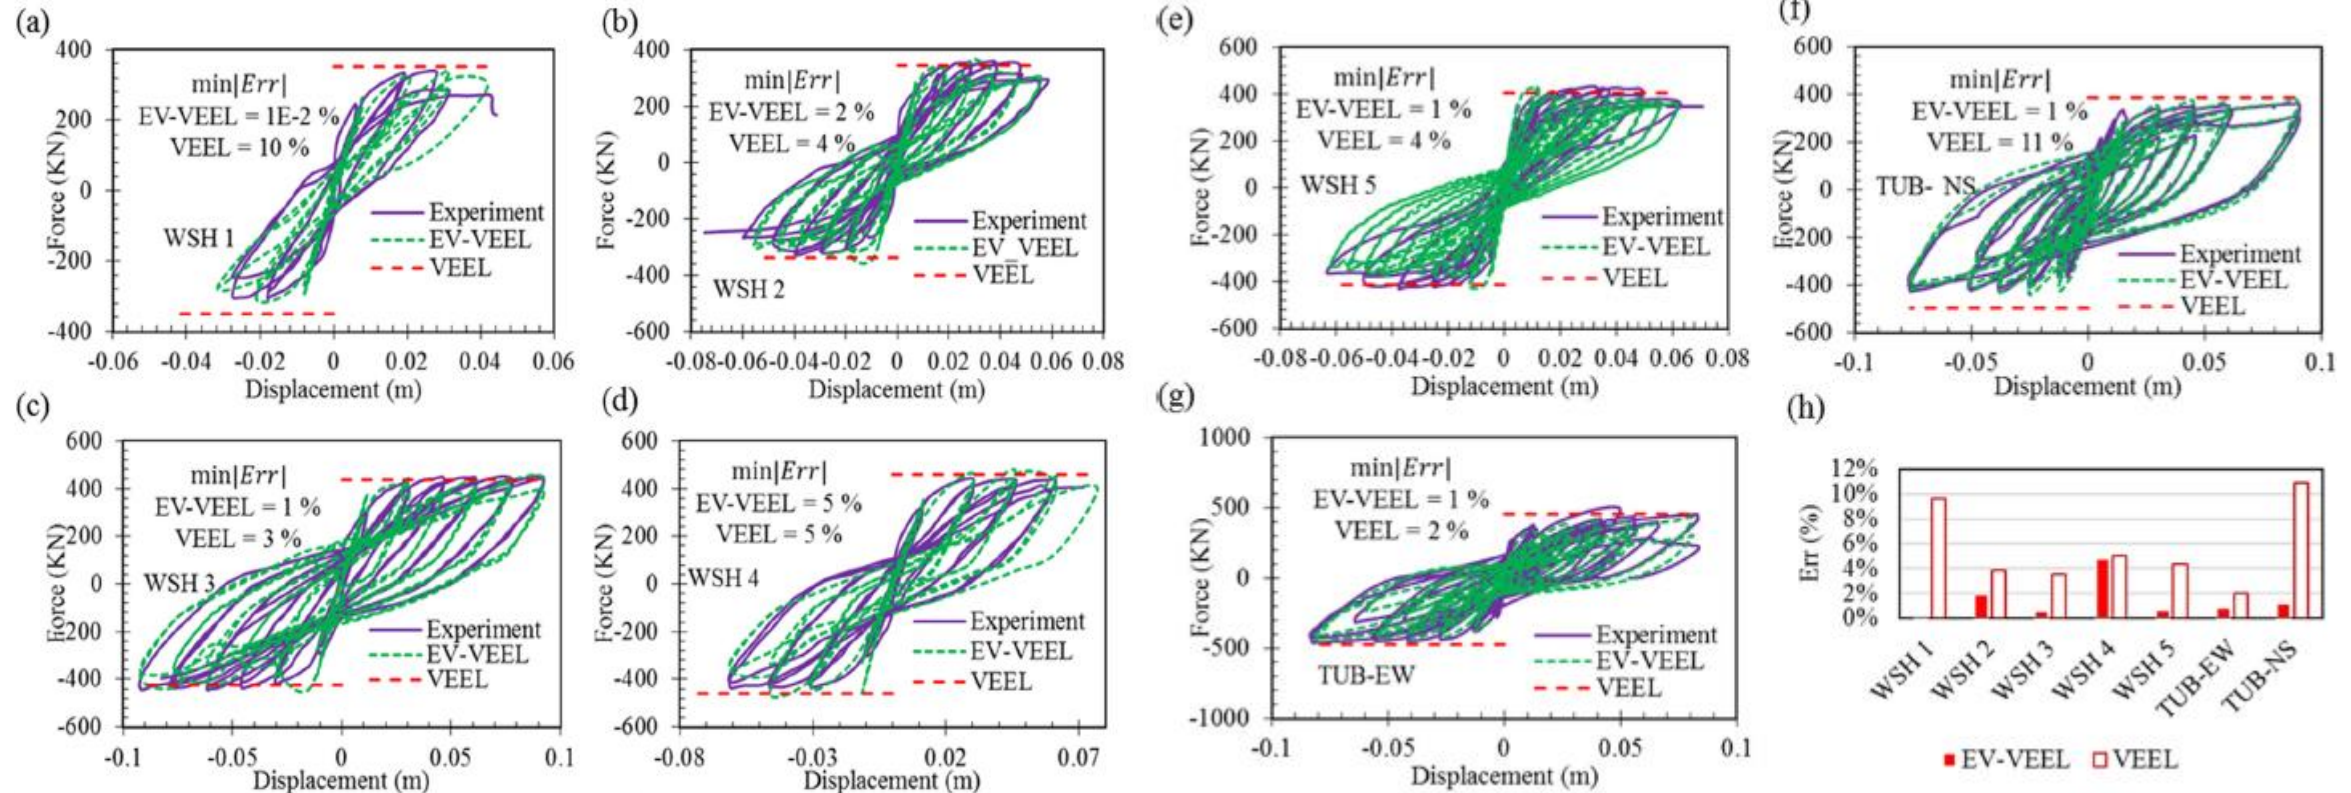 (a)
400
200
0
-200
-400
Force (KN)
min|Err|
EV-VEEL = 1E-2 %
VEEL = 10 %
WSH 1
Experiment
EV-VEEL
VEEL
-0.06 -0.04 -0.02 0 0.02 0.04 0.06
Displacement (m)
(b)
400
200
0
-200
-400
-600
Force (KN)
min|Err|
EV-VEEL = 2 %
VEEL = 4 %
WSH 2
Experiment
EV_VEEL
VEEL
-0.08-0.06-0.04-0.02 0 0.02 0.04 0.06 0.08
Displacement (m)
(e)
600
400
200
0
-200
-400
-600
Force (KN)
min|Err|
EV-VEEL = 1 %
VEEL = 4 %
WSH 5
Experiment
EV-VEEL
VEEL
-0.08-0.06-0.04-0.02 0 0.02 0.04 0.06 0.08
Displacement (m)
(f)
600
400
200
0
-200
-400
-600
Force (KN)
min|Err|
EV-VEEL = 1 %
VEEL = 11 %
TUB- NS
Experiment
EV-VEEL
VEEL
-0.1 -0.05 0 0.05 0.1
Displacement (m)
(c)
600
400
200
0
-200
-400
-600
Force (KN)
min|Err|
EV-VEEL = 1 %
VEEL = 3 %
WSH 3
Experiment
EV-VEEL
VEEL
-0.1 -0.05 0 0.05 0.1
Displacement (m)
(d)
600
400
200
0
-200
-400
-600
Force (KN)
min|Err|
EV-VEEL = 5 %
VEEL = 5 %
WSH 4
Experiment
EV-VEEL
VEEL
-0.08 -0.03 0.02 0.07
Displacement (m)
(g)
1000
500
0
-500
-1000
Force (KN)
min|Err|
EV-VEEL = 1 %
VEEL = 2 %
TUB-EW
Experiment
EV-VEEL
VEEL
-0.1 -0.05 0 0.05 0.1
Displacement (m)
(h)
12%
10%
8%
6%
4%
2%
0%
Err (%)
WSH 1
WSH 2
WSH 3
WSH 4
WSH 5
TUB-EW
TUB-NS
EV-VEEL VEEL